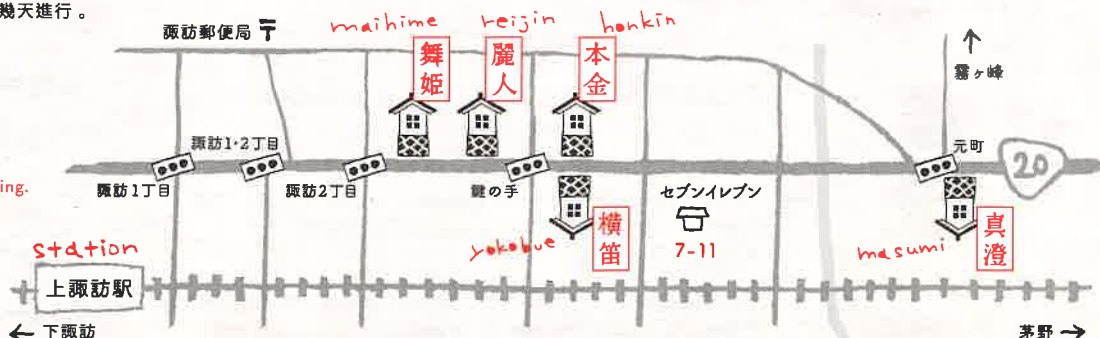 幾天進行。
諏訪郵便局〒
maihime
reijin
honkin
舞姫
麗人
本金
霧ヶ峰
諏訪1・2丁目
元町
20
ing.
諏訪1丁目
諏訪2丁目
鍵の手
セブンイレブン
7-11
yokobue
横笛
masumi
真澄
station
上諏訪駅
← 下諏訪
茅野 →